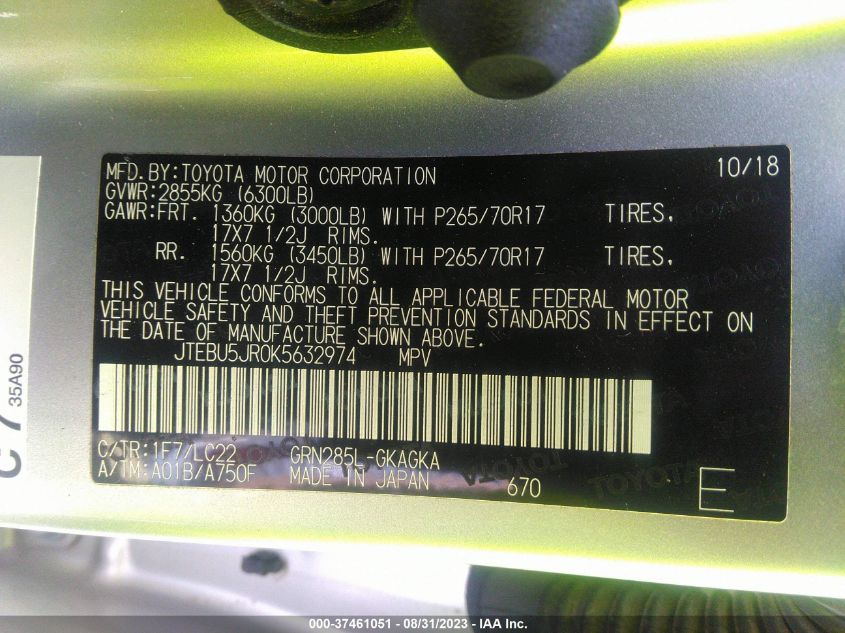 MFD.BY:TOYOTA MOTOR CORPORATION 10/18
GVWR:2855KG (6300LB)
GAWR:FRT. 1360KG (3000LB) WITH P265/70R17 TIRES,
17X7 1/2J RIMS.
RR. 1560KG (3450LB) WITH P265/70R17 TIRES,
17X7 1/2J RIMS.
THIS VEHICLE CONFORMS TO ALL APPLICABLE FEDERAL MOTOR
VEHICLE SAFETY AND THEFT PREVENTION STANDARDS IN EFFECT ON
THE DATE OF MANUFACTURE SHOWN ABOVE.
JTEBU5JR0K5632974 MPV
C/TR:1F7/LC22 GRN285L-GKAGKA
A/TM:A01B/A750F MADE IN JAPAN 670 E
TOYOTA
35A90
000-37461051 - 08/31/2023 - IAA Inc.